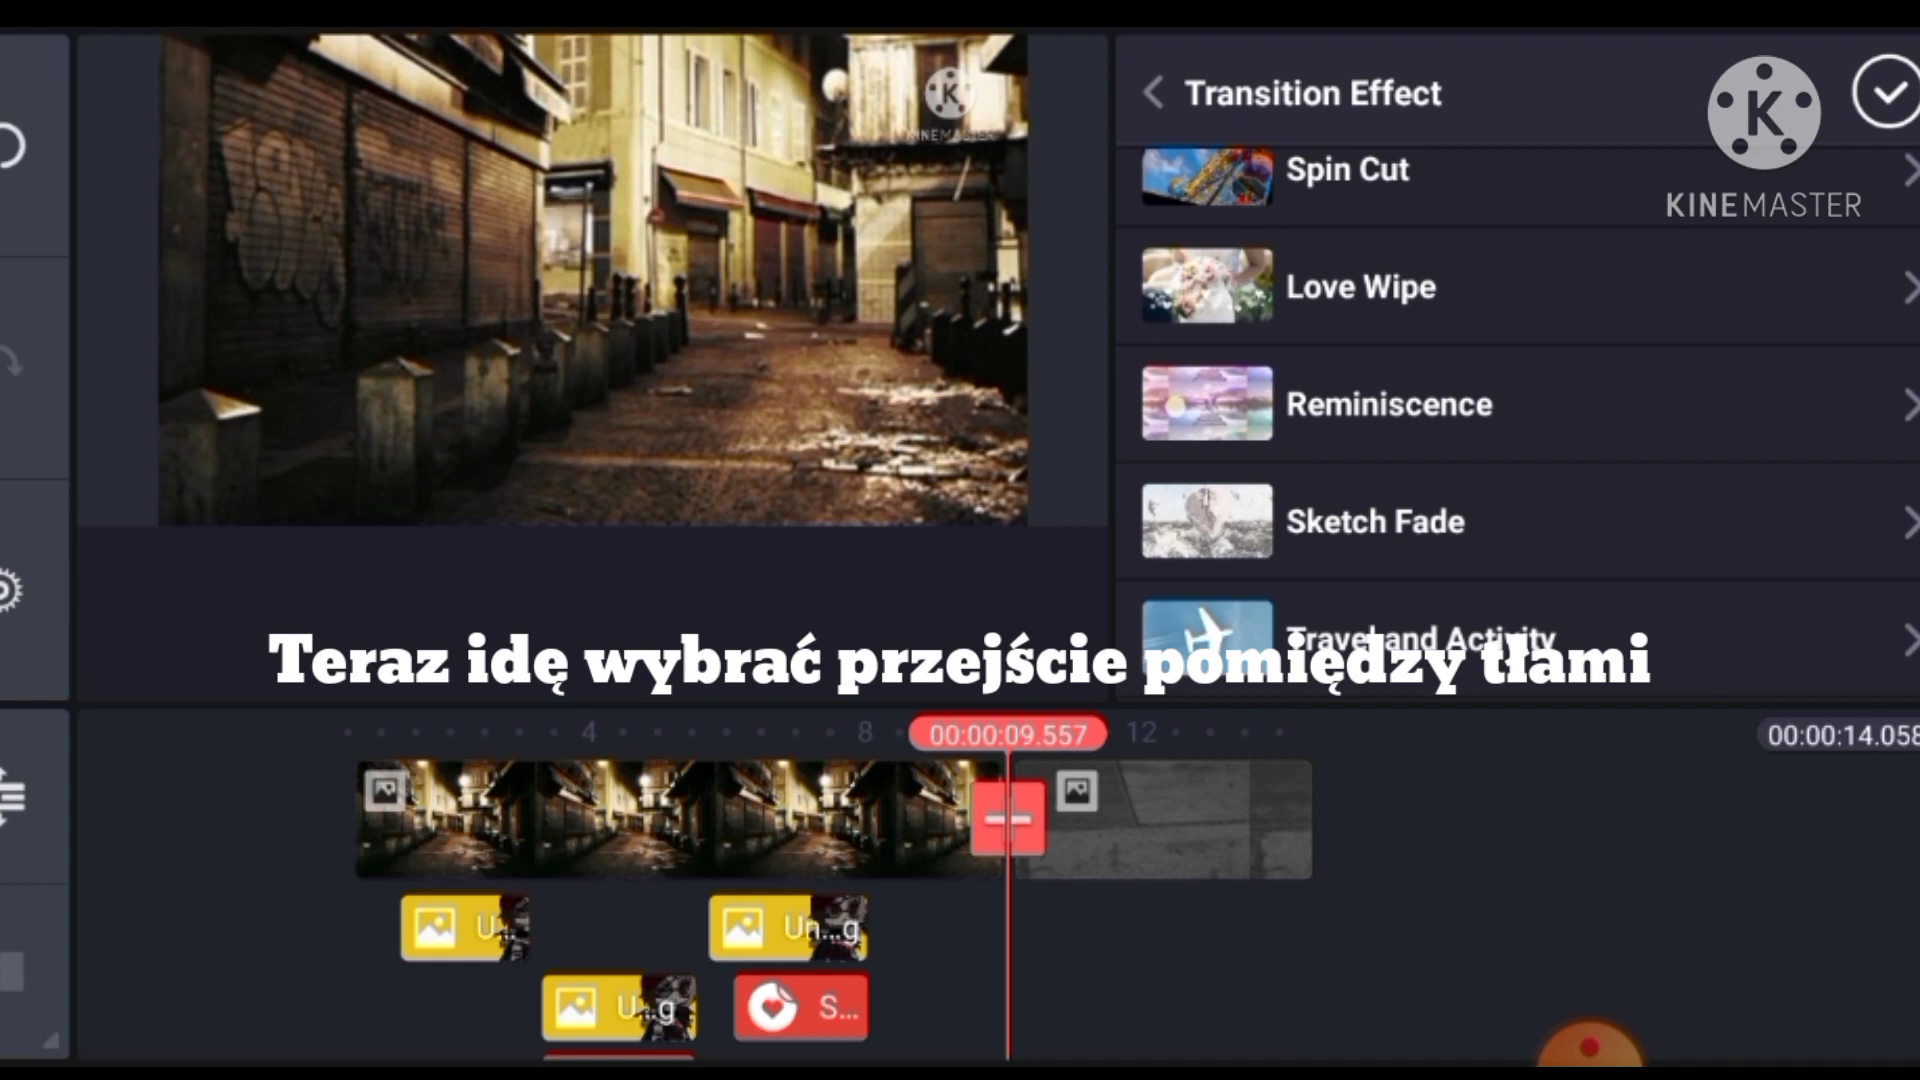 Transition Effect
KINEMASTER
KINEMASTER
Spin Cut
Love Wipe
Reminiscence
Sketch Fade
Travel and Activity
Teraz idę wybrać przejście pomiędzy tłami
4 8 00:00:09.557 12 00:00:14.058
U... Un...g
U...g S...